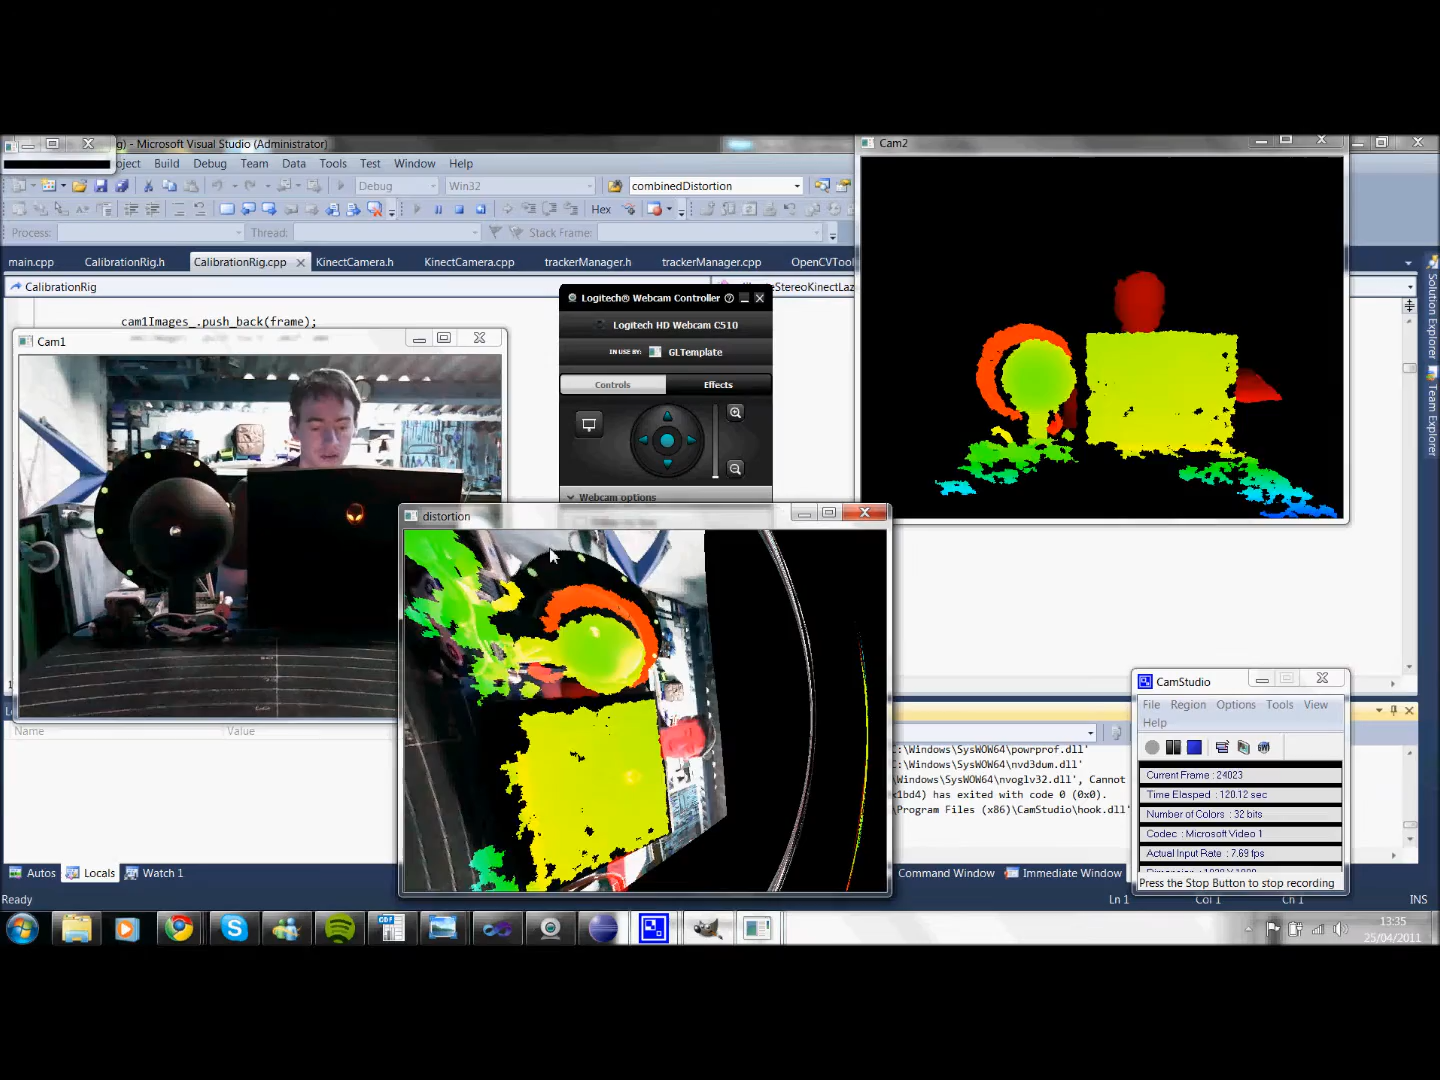 g) - Microsoft Visual Studio (Administrator)
oject Build Debug Team Data Tools Test Window Help
Debug Win32 combinedDistortion
Hex
Process: Thread: Stack Frame:
main.cpp CalibrationRig.h CalibrationRig.cpp KinectCamera.h KinectCamera.cpp trackerManager.h trackerManager.cpp OpenCVTool
CalibrationRig
eStereoKinectLaz
cam1Images_.push_back(frame);
Cam1
Cam2
Logitech® Webcam Controller
Logitech HD Webcam C510
IN USE BY: GLTemplate
Controls Effects
Webcam options
distortion
Solution Explorer
Team Explorer
Name Value
:\Windows\SysWOW64\powrprof.dll'
C:\Windows\SysWOW64\nvd3dum.dll'
\Windows\SysWOW64\nvoglv32.dll', Cannot
x1bd4) has exited with code 0 (0x0).
\Program Files (x86)\CamStudio\hook.dll'
CamStudio
File Region Options Tools View
Help
Current Frame : 24023
Time Elasped : 120.12 sec
Number of Colors : 32 bits
Codec : Microsoft Video 1
Actual Input Rate : 7.69 fps
Press the Stop Button to stop recording
Autos Locals Watch 1
Command Window Immediate Window
Ready Ln 1 Col 1 Ch 1 INS
13:35
25/04/2011